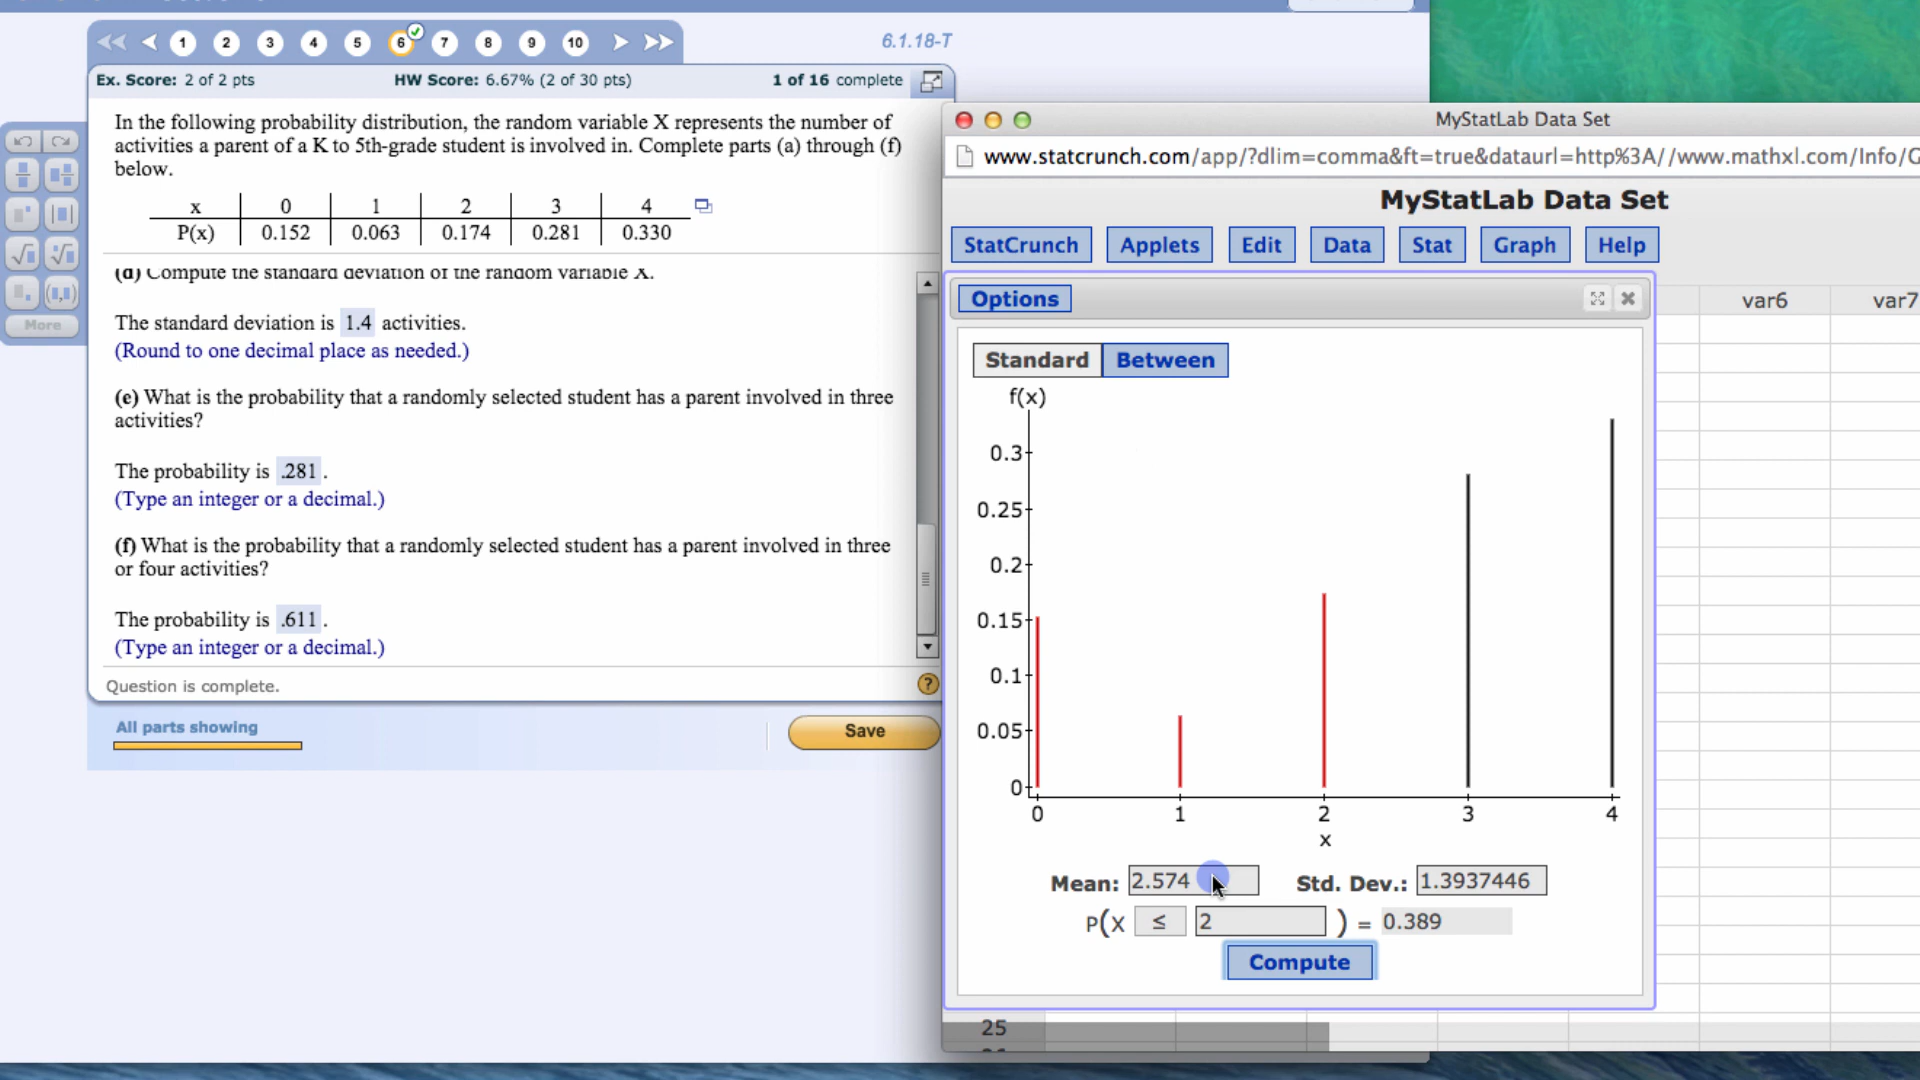 1 2 3 4 5 6 7 8 9 10
6.1.18-T
Ex. Score: 2 of 2 pts HW Score: 6.67% (2 of 30 pts) 1 of 16 complete
In the following probability distribution, the random variable X represents the number of
activities a parent of a K to 5th-grade student is involved in. Complete parts (a) through (f)
below.
x 0 1 2 3 4
P(x) 0.152 0.063 0.174 0.281 0.330
(d) Compute the standard deviation of the random variable X.
The standard deviation is 1.4 activities.
(Round to one decimal place as needed.)
(e) What is the probability that a randomly selected student has a parent involved in three
activities?
The probability is .281 .
(Type an integer or a decimal.)
(f) What is the probability that a randomly selected student has a parent involved in three
or four activities?
The probability is .611 .
(Type an integer or a decimal.)
Question is complete.
?
All parts showing
Save
More
MyStatLab Data Set
www.statcrunch.com/app/?dlim=comma&ft=true&dataurl=http%3A//www.mathxl.com/Info/
MyStatLab Data Set
StatCrunch Applets Edit Data Stat Graph Help
Options
var6 var7
Standard Between
f(x)
0.3
0.25
0.2
0.15
0.1
0.05
0
0 1 2 3 4
x
Mean: 2.574 Std. Dev.: 1.3937446
P(X ≤ 2 ) = 0.389
Compute
25